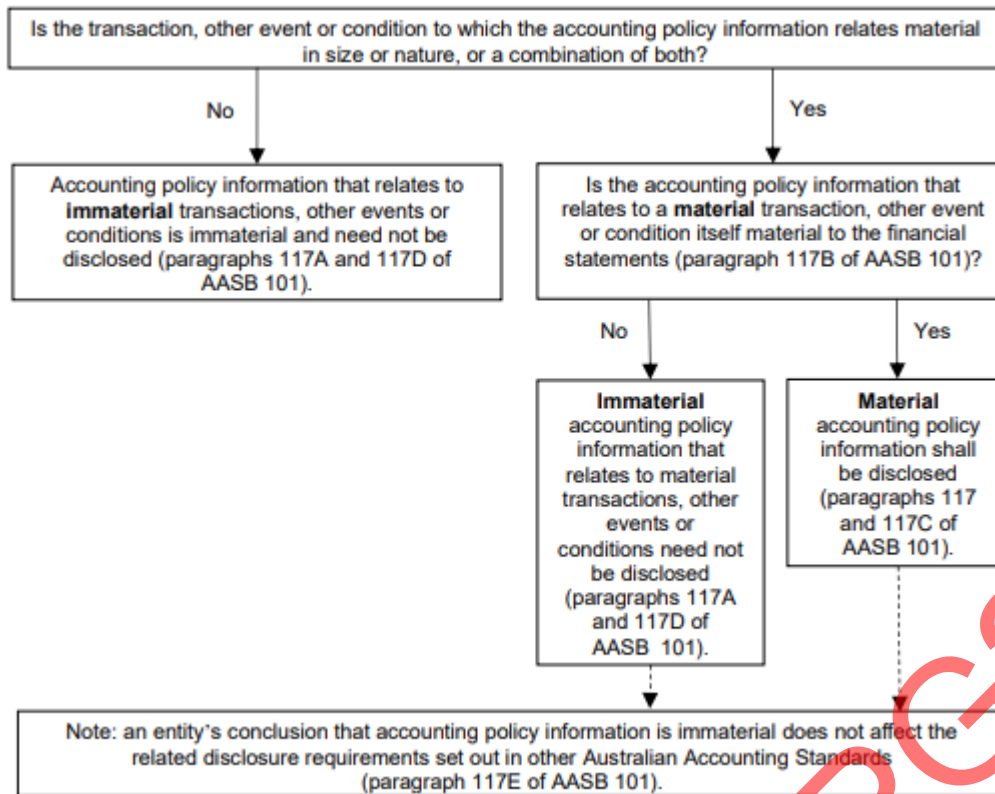 Is the transaction, other event or condition to which the accounting policy information relates material
in size or nature, or a combination of both?
No
Yes
Accounting policy information that relates to
immaterial transactions, other events or
conditions is immaterial and need not be
disclosed (paragraphs 117A and 117D of
AASB 101).
Is the accounting policy information that
relates to a material transaction, other event
or condition itself material to the financial
statements (paragraph 117B of AASB 101)?
No
Yes
Immaterial
accounting policy
information that
relates to material
transactions, other
events or
conditions need not
be disclosed
(paragraphs 117A
and 117D of
AASB 101).
Material
accounting policy
information shall
be disclosed
(paragraphs 117
and 117C of
AASB 101).
Note: an entity's conclusion that accounting policy information is immaterial does not affect the
related disclosure requirements set out in other Australian Accounting Standards
(paragraph 117E of AASB 101).